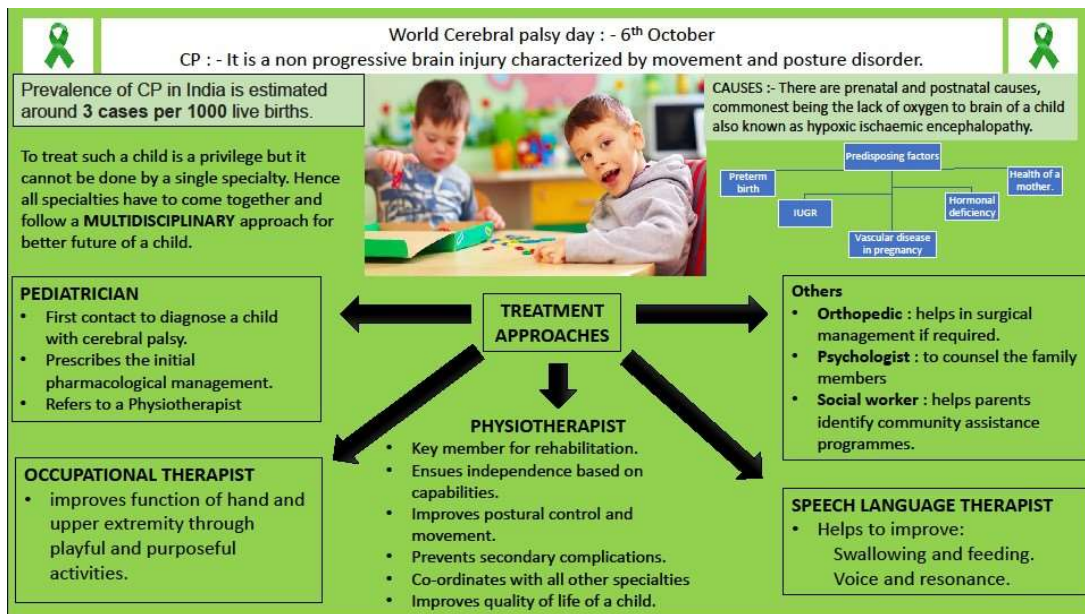 World Cerebral palsy day : - 6th October
CP : - It is a non progressive brain injury characterized by movement and posture disorder.
Prevalence of CP in India is estimated
around 3 cases per 1000 live births.
To treat such a child is a privilege but it
cannot be done by a single specialty. Hence
all specialties have to come together and
follow a MULTIDISCIPLINARY approach for
better future of a child.
CAUSES :- There are prenatal and postnatal causes,
commonest being the lack of oxygen to brain of a child
also known as hypoxic ischaemic encephalopathy.
Predisposing factors
Preterm
birth
IUGR
Vascular disease
in pregnancy
Hormonal
deficiency
Health of a
mother.
TREATMENT
APPROACHES
PEDIATRICIAN
• First contact to diagnose a child
with cerebral palsy.
• Prescribes the initial
pharmacological management.
• Refers to a Physiotherapist
OCCUPATIONAL THERAPIST
• improves function of hand and
upper extremity through
playful and purposeful
activities.
PHYSIOTHERAPIST
• Key member for rehabilitation.
• Ensues independence based on
capabilities.
• Improves postural control and
movement.
• Prevents secondary complications.
• Co-ordinates with all other specialties
• Improves quality of life of a child.
Others
• Orthopedic : helps in surgical
management if required.
• Psychologist : to counsel the family
members
• Social worker : helps parents
identify community assistance
programmes.
SPEECH LANGUAGE THERAPIST
• Helps to improve:
Swallowing and feeding.
Voice and resonance.